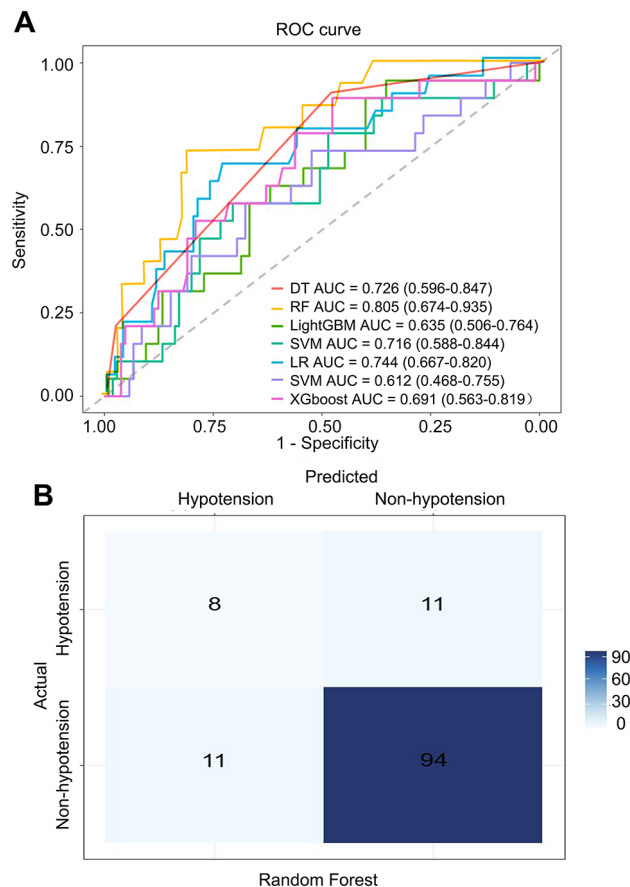 A
ROC curve
1.00
0.75
0.50
0.25
0.00
Sensitivity
DT AUC = 0.726 (0.596-0.847)
RF AUC = 0.805 (0.674-0.935)
LightGBM AUC = 0.635 (0.506-0.764)
SVM AUC = 0.716 (0.588-0.844)
LR AUC = 0.744 (0.667-0.820)
SVM AUC = 0.612 (0.468-0.755)
XGboost AUC = 0.691 (0.563-0.819）
1.00 0.75 0.50 0.25 0.00
1 - Specificity
B
Predicted
Hypotension Non-hypotension
Actual
Hypotension
8 11
Non-hypotension
11 94
90
60
30
0
Random Forest